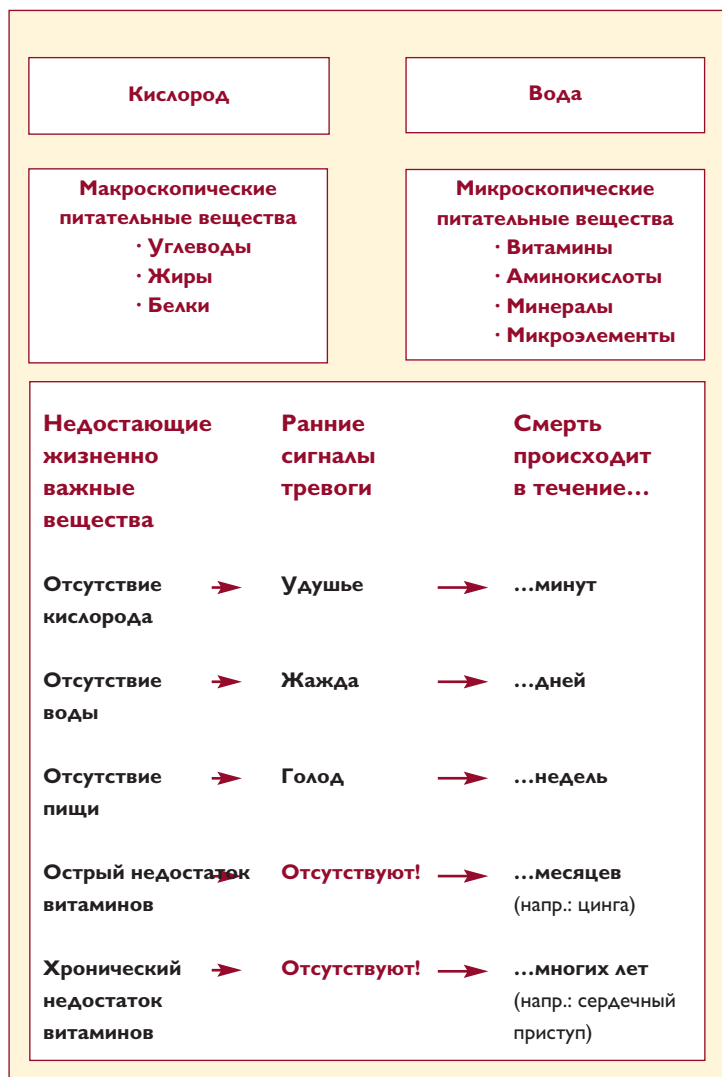 Кислород
Вода
Макроскопические
питательные вещества
· Углеводы
· Жиры
· Белки
Микроскопические
питательные вещества
· Витамины
· Аминокислоты
· Минералы
· Микроэлементы
Недостающие
жизненно
важные
вещества
Ранние
сигналы
тревоги
Смерть
происходит
в течение…
Отсутствие
кислорода
Удушье
…минут
Отсутствие
воды
Жажда
…дней
Отсутствие
пищи
Голод
…недель
Острый недостаток
витаминов
Отсутствуют!
…месяцев
(напр.: цинга)
Хронический
недостаток
витаминов
Отсутствуют!
…многих лет
(напр.: сердечный
приступ)